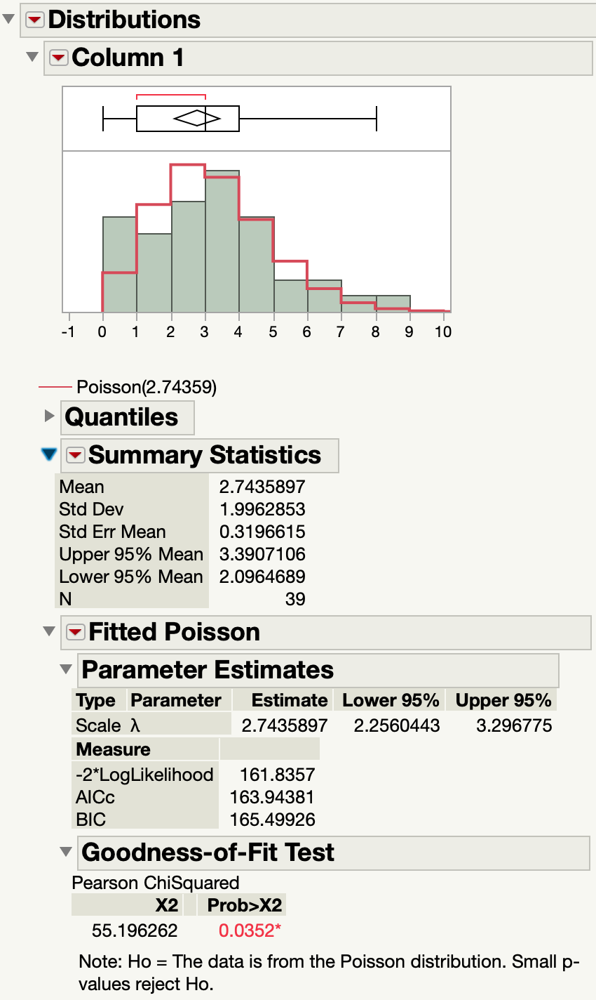 Distributions
Column 1
-1 0 1 2 3 4 5 6 7 8 9 10
Poisson(2.74359)
Quantiles
Summary Statistics
Mean 2.7435897
Std Dev 1.9962853
Std Err Mean 0.3196615
Upper 95% Mean 3.3907106
Lower 95% Mean 2.0964689
N 39
Fitted Poisson
Parameter Estimates
Type Parameter Estimate Lower 95% Upper 95%
Scale λ 2.7435897 2.2560443 3.296775
Measure
-2*LogLikelihood 161.8357
AICc 163.94381
BIC 165.49926
Goodness-of-Fit Test
Pearson ChiSquared
X2 Prob>X2
55.196262 0.0352*
Note: Ho = The data is from the Poisson distribution. Small p-
values reject Ho.